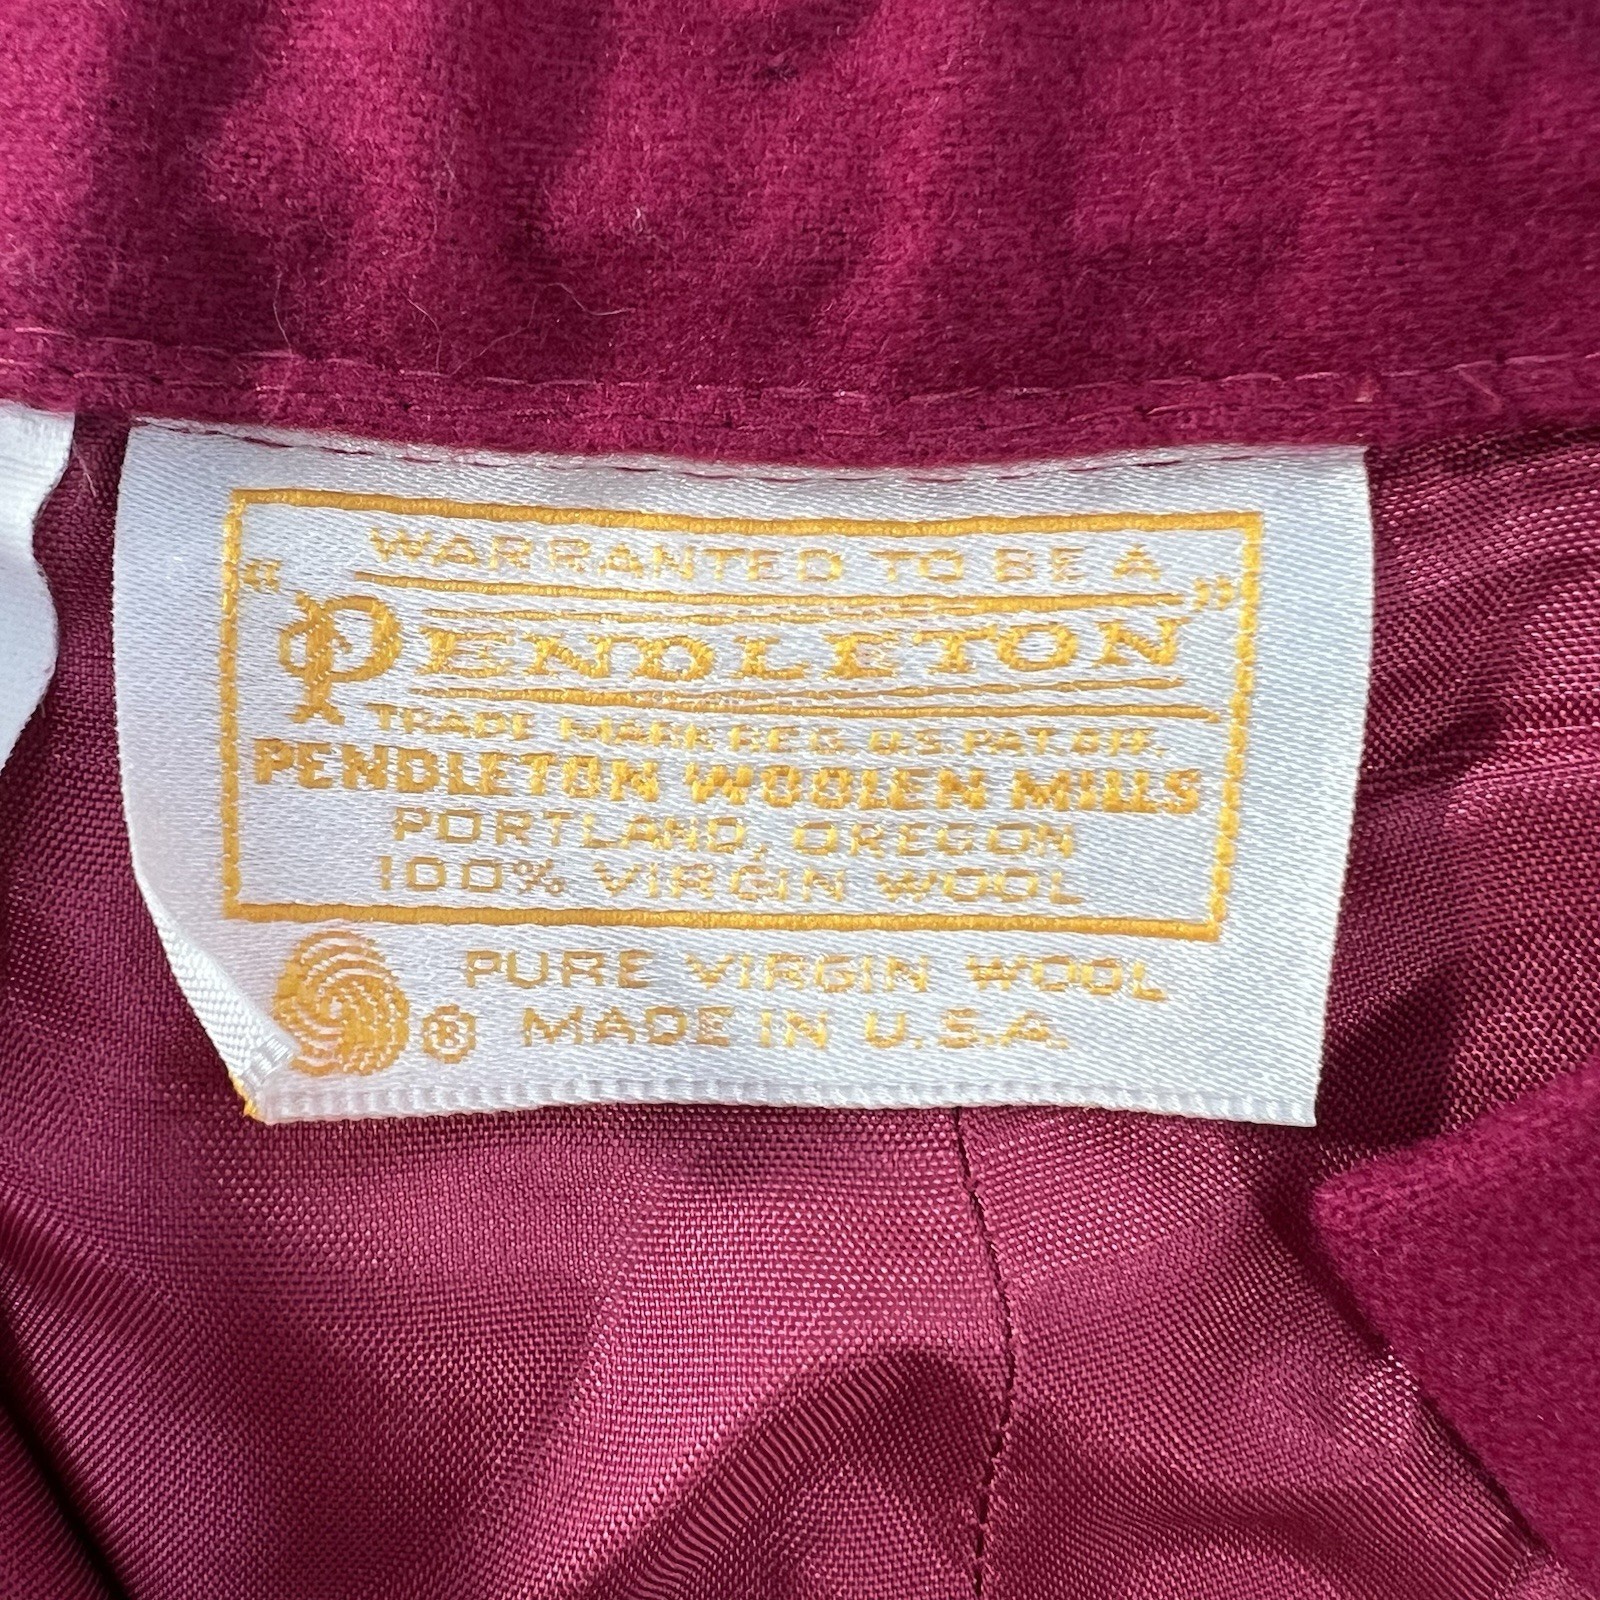 WARRANTED TO BE A
"PENDLETON"
TRADE MARK REG. U.S. PAT. OFF.
PENDLETON WOOLEN MILLS
PORTLAND, OREGON
100% VIRGIN WOOL
PURE VIRGIN WOOL
® MADE IN U.S.A.